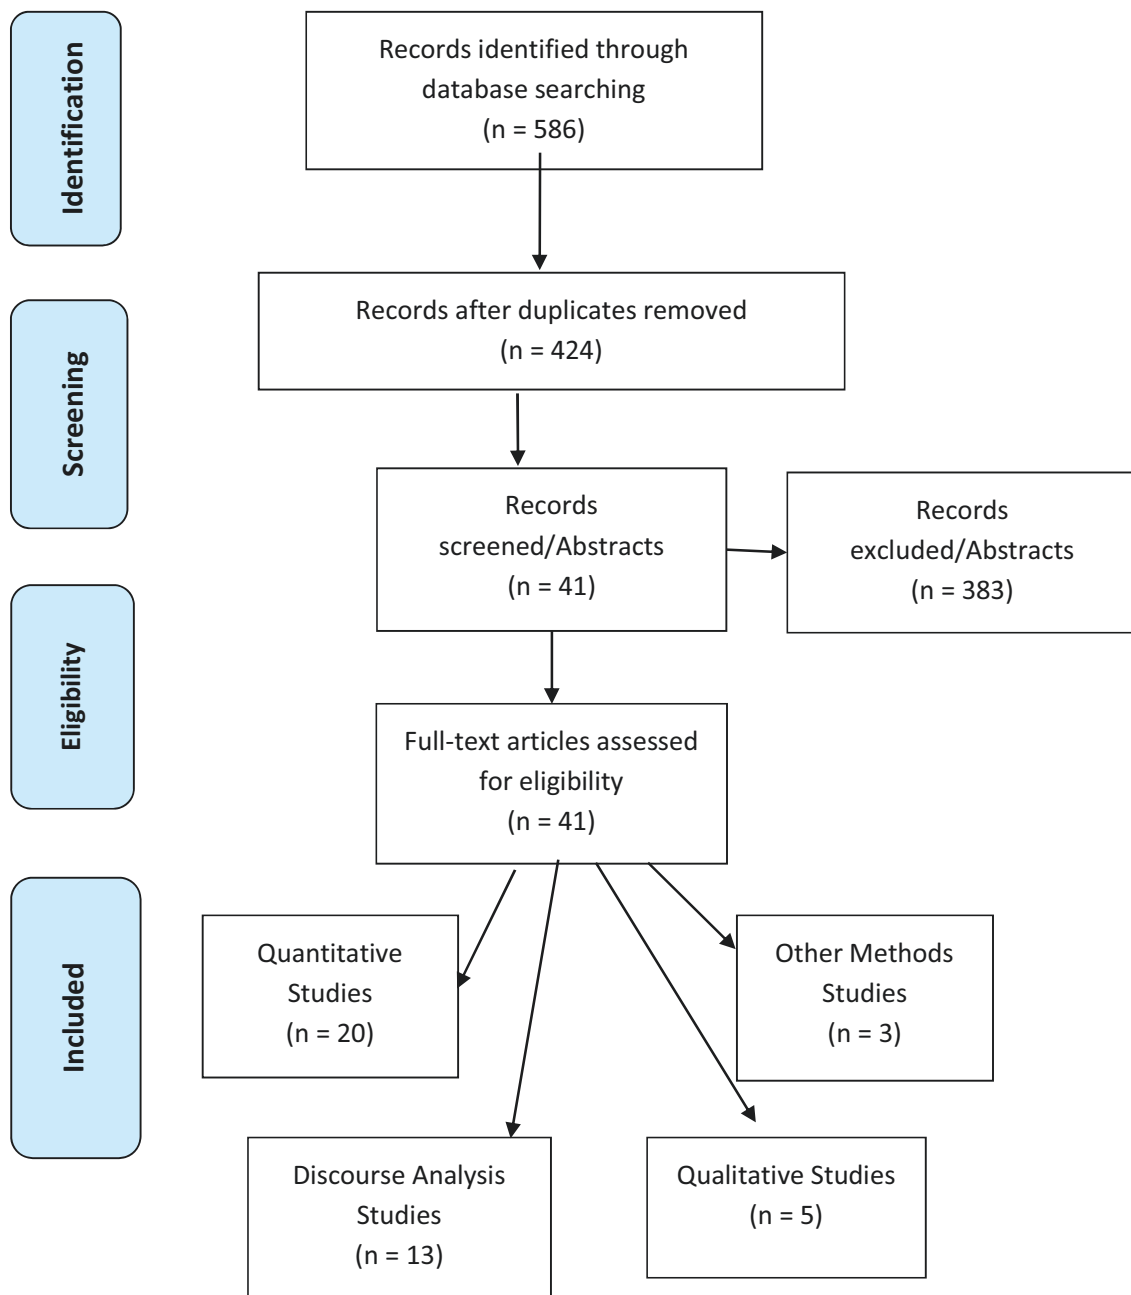 Identification
Records identified through
database searching
(n = 586)
Screening
Records after duplicates removed
(n = 424)
Records
screened/Abstracts
(n = 41)
Records
excluded/Abstracts
(n = 383)
Eligibility
Full-text articles assessed
for eligibility
(n = 41)
Included
Quantitative
Studies
(n = 20)
Other Methods
Studies
(n = 3)
Discourse Analysis
Studies
(n = 13)
Qualitative Studies
(n = 5)